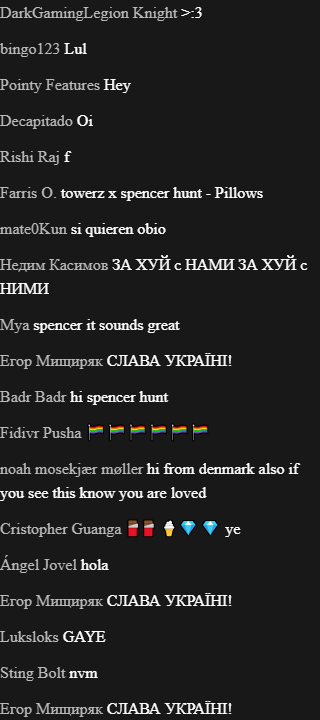 DarkGamingLegion Knight >:3
bingo123 Lul
Pointy Features Hey
Decapitado Oi
Rishi Raj f
Farris O. towerz x spencer hunt - Pillows
mate0Kun si quieren obio
Недим Касимов ЗА ХУЙ с НАМИ ЗА ХУЙ с
НИМИ
Mya spencer it sounds great
Егор Мищиряк СЛАВА УКРАЇНІ!
Badr Badr hi spencer hunt
Fidivr Pusha 🏳️‍🌈🏳️‍🌈🏳️‍🌈🏳️‍🌈🏳️‍🌈🏳️‍🌈
noah mosekjær møller hi from denmark also if
you see this know you are loved
Cristopher Guanga 🍫🍫 🍦💎 💎 ye
Ángel Jovel hola
Егор Мищиряк СЛАВА УКРАЇНІ!
Luksloks GAYE
Sting Bolt nvm
Егор Мищиряк СЛАВА УКРАЇНІ!